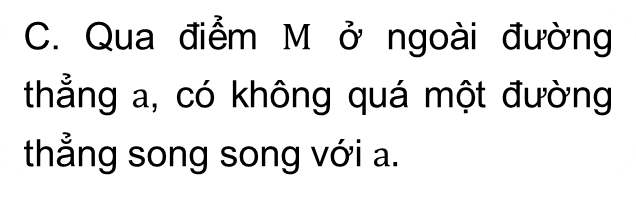 C. Qua điểm M ở ngoài đường
thẳng a, có không quá một đường
thẳng song song với a.